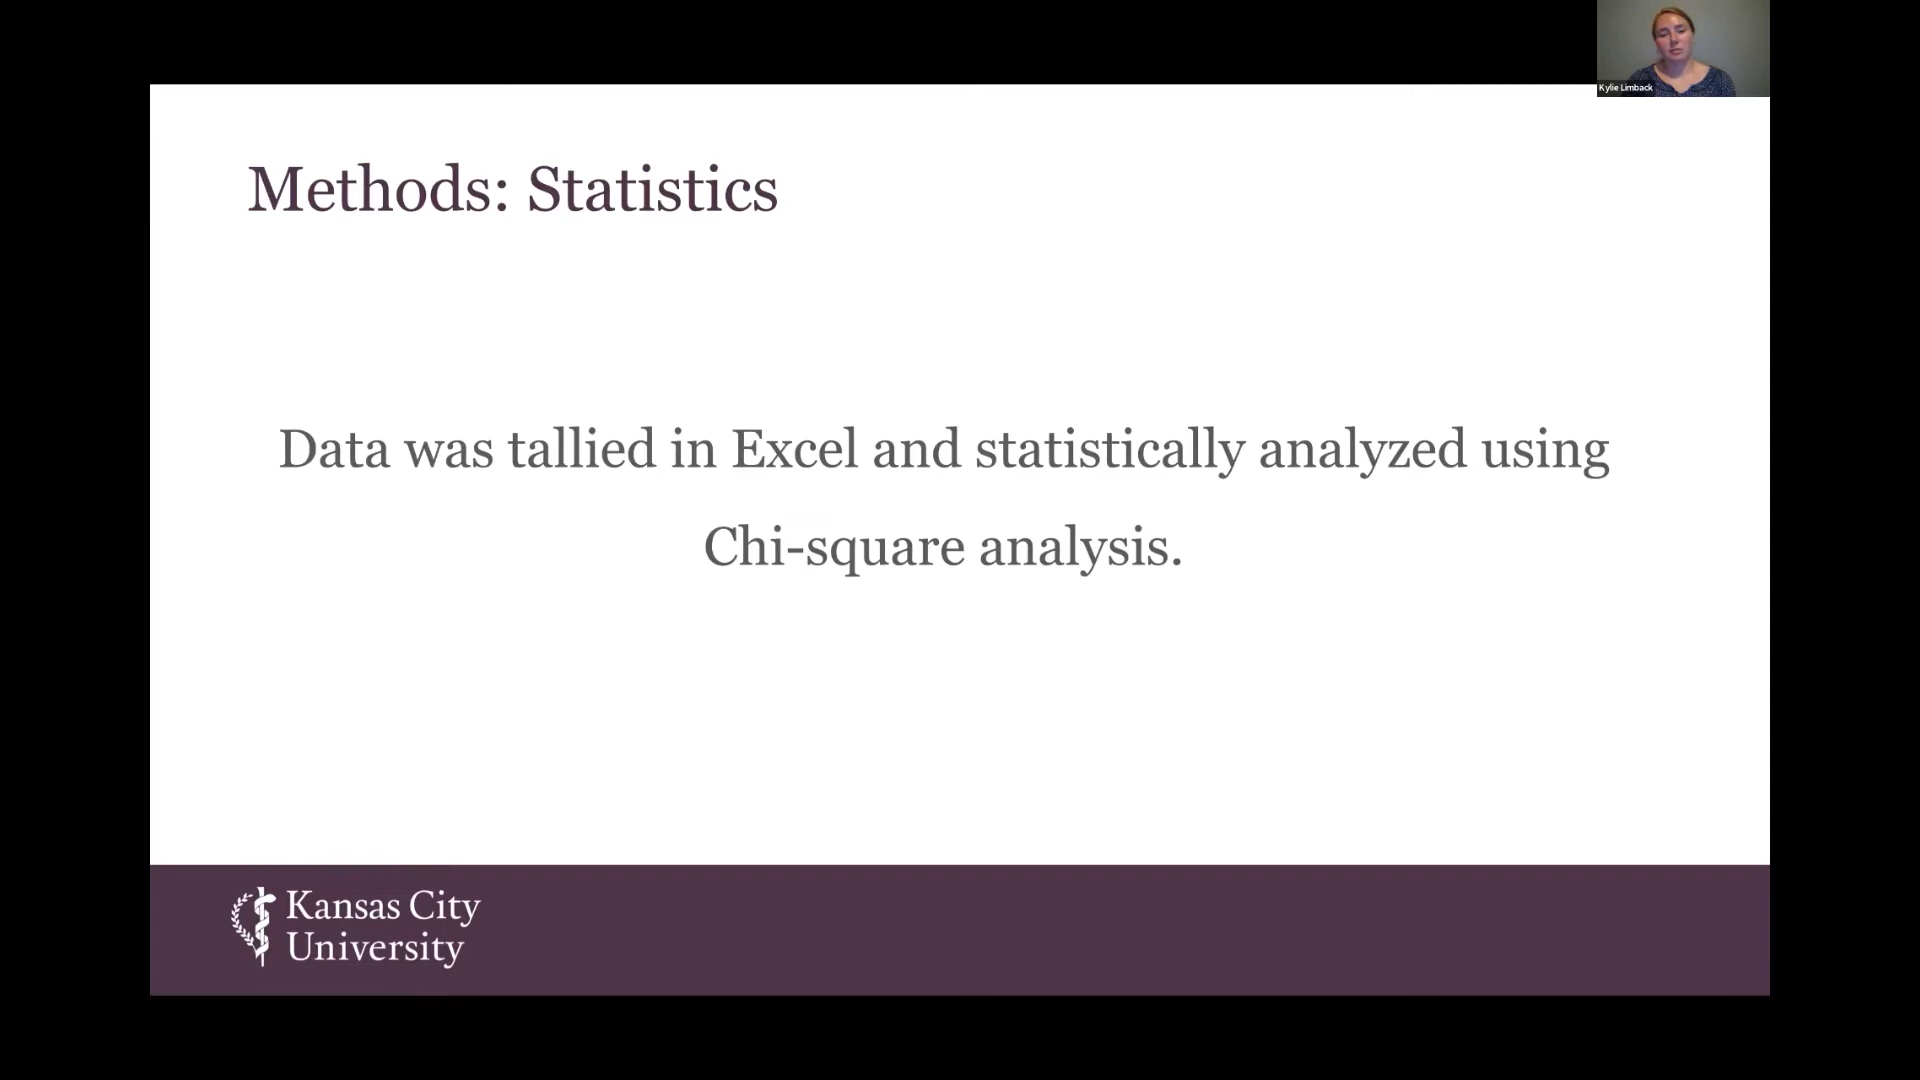 Kylie Limback
Methods: Statistics
Data was tallied in Excel and statistically analyzed using
Chi-square analysis.
Kansas City
University